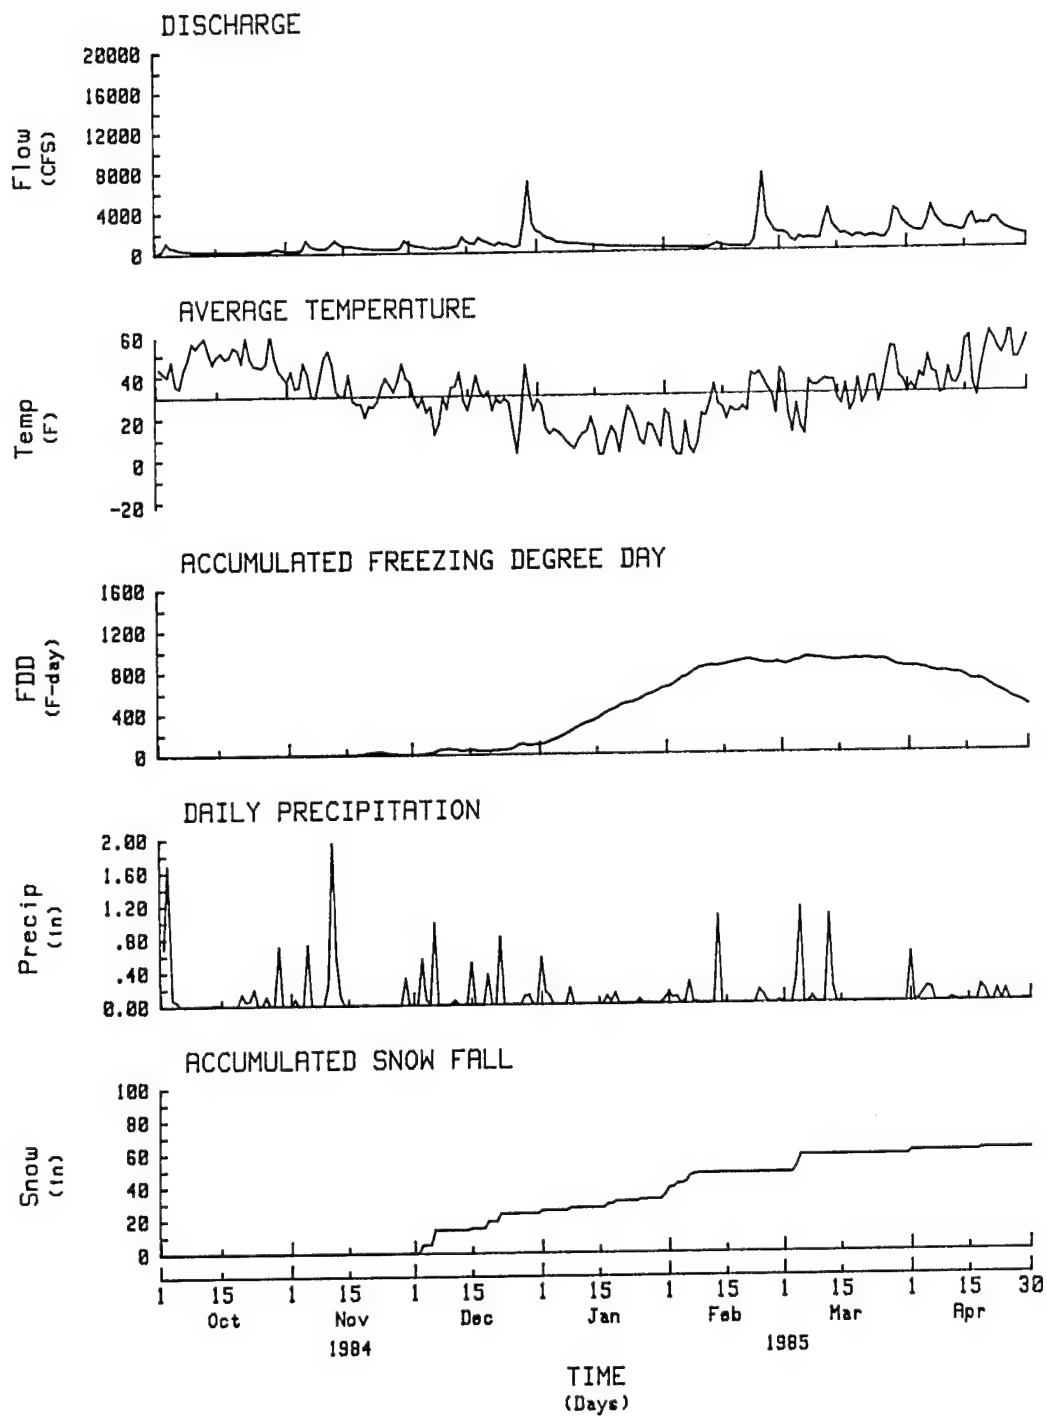 DISCHARGE
20000
16000
12000
8000
4000
0
Flow
(CFS)
AVERAGE TEMPERATURE
60
40
20
0
-20
Temp
(F)
ACCUMULATED FREEZING DEGREE DAY
1600
1200
800
400
0
FDD
(F-day)
DAILY PRECIPITATION
2.00
1.60
1.20
.80
.40
0.00
Precip
(in)
ACCUMULATED SNOW FALL
100
80
60
40
20
0
Snow
(in)
1 15 1 15 1 15 1 15 1 15 1 15 1 15 30
Oct Nov Dec Jan Feb Mar Apr
1984 1985
TIME
(Days)